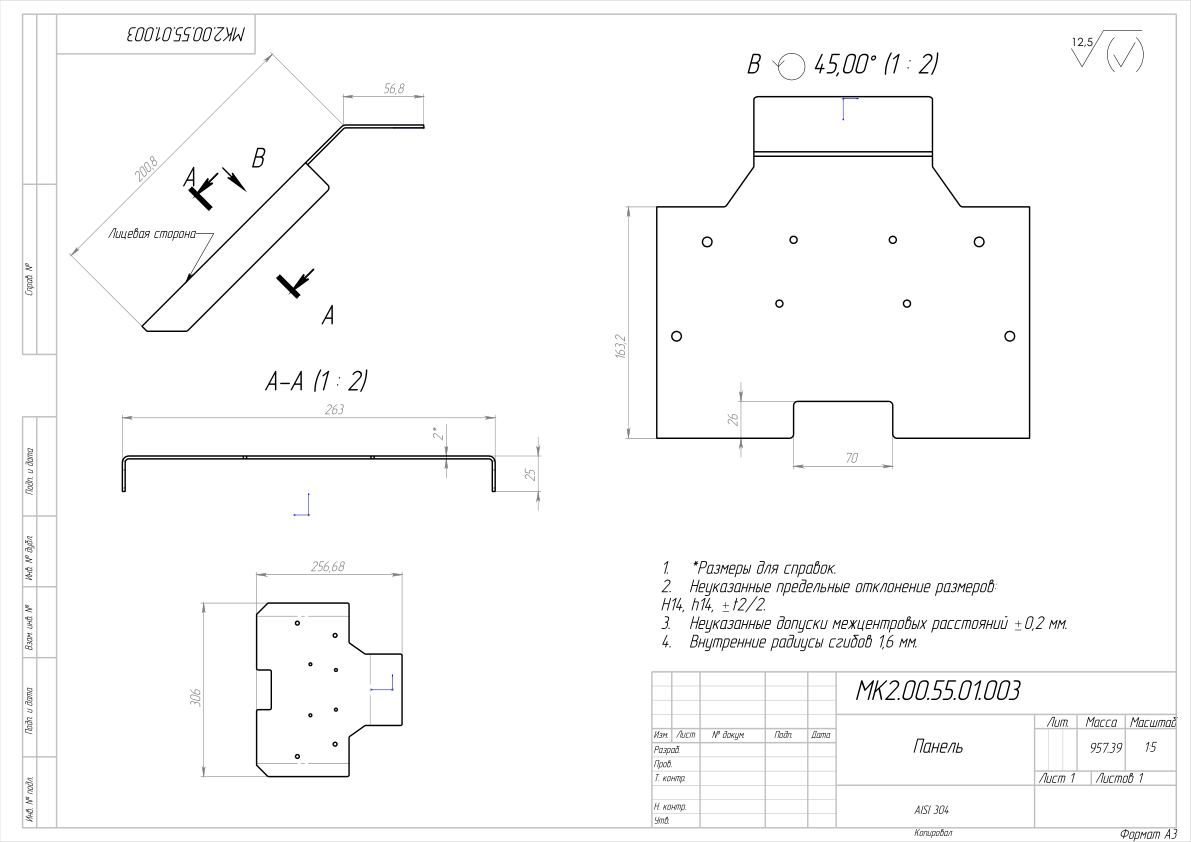 МК2.00.55.01.003
56,8
200,8
А
В
Лицевая сторона
А
В 45,00° (1 : 2)
12,5
163,2
26
70
А-А (1 : 2)
263
2*
25
256,68
306
1. *Размеры для справок.
2. Неуказанные предельные отклонение размеров:
Н14, h14, ±t2/2.
3. Неуказанные допуски межцентровых расстояний ±0,2 мм.
4. Внутренние радиусы сгибов 1,6 мм.
Справ. №
Подп. и дата
Инв. № дубл.
Взам. инв. №
Подп. и дата
Инв. № подл.
МК2.00.55.01.003
Изм. Лист № докум. Подп. Дата
Разраб.
Пров.
Т. контр.
Н. контр.
Утв.
Панель
Лит. Масса Масштаб
957.39 1:5
Лист 1 Листов 1
AISI 304
Копировал Формат А3